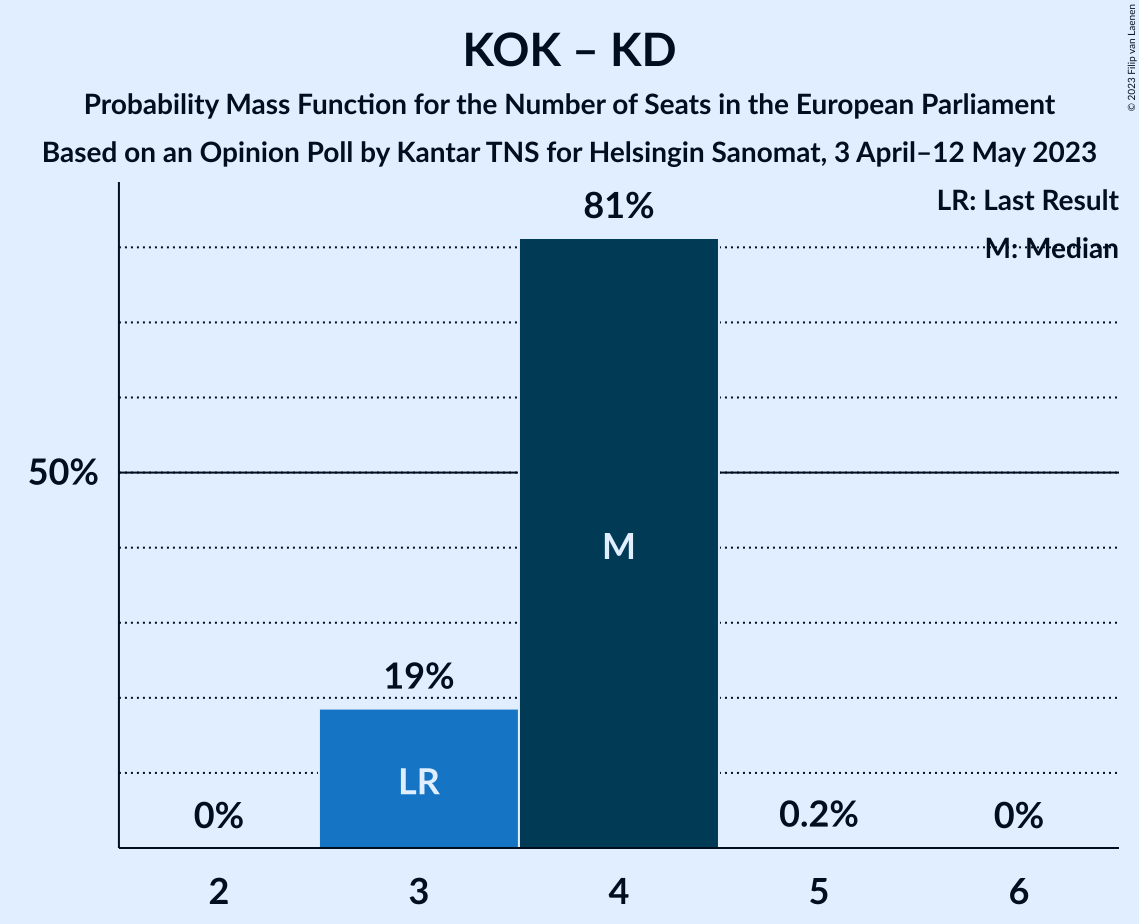 KOK – KD
Probability Mass Function for the Number of Seats in the European Parliament
Based on an Opinion Poll by Kantar TNS for Helsingin Sanomat, 3 April–12 May 2023
© 2023 Filip van Laenen
LR: Last Result
M: Median
81%
50%
M
19%
LR
0%
0.2%
0%
2
3
4
5
6